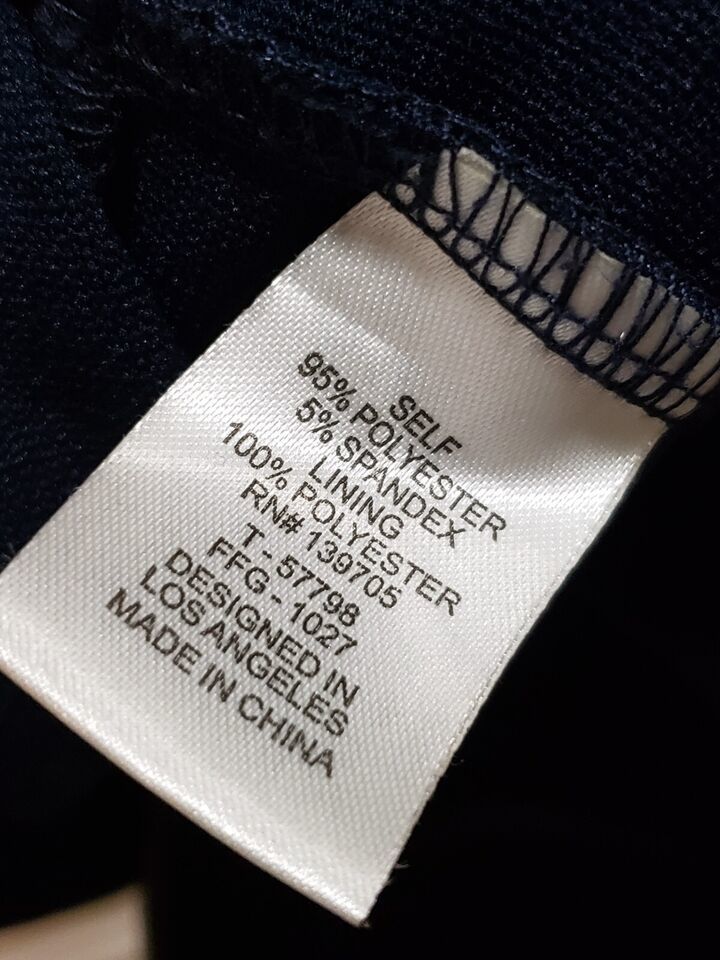 SELF
95% POLYESTER
5% SPANDEX
LINING
100% POLYESTER
RN# 139705
T - 57798
FFG - 1027
DESIGNED IN
LOS ANGELES
MADE IN CHINA